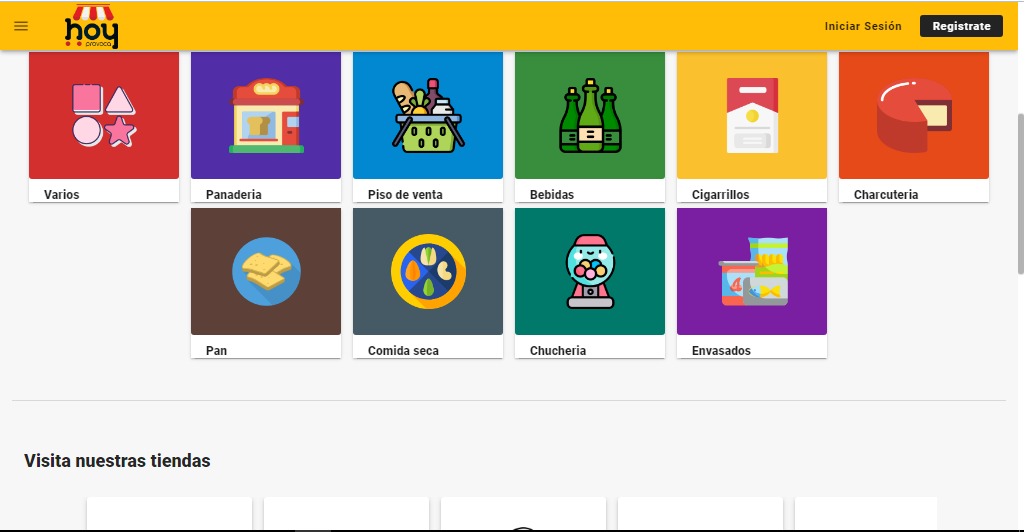 hoy
provoca
Iniciar Sesión
Registrate
Varios
Panaderia
Piso de venta
Bebidas
Cigarrillos
Charcuteria
Pan
Comida seca
Chucheria
Envasados
Visita nuestras tiendas